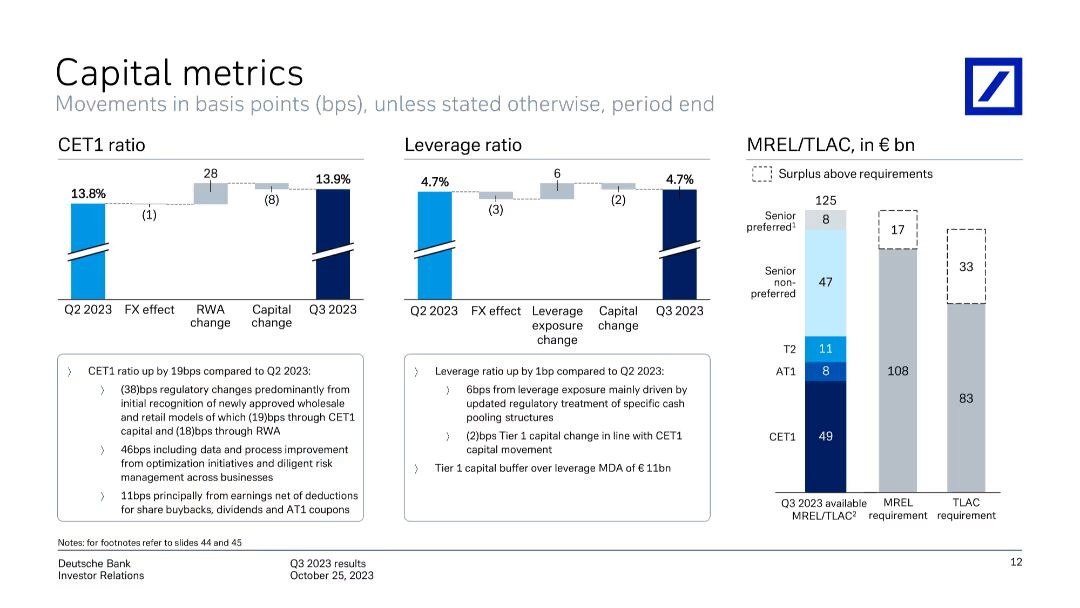 Capital metrics
Movements in basis points (bps), unless stated otherwise, period end
CET1 ratio
13.8%
(1)
28
(8)
13.9%
Q2 2023
FX effect
RWA
change
Capital
change
Q3 2023
〉 CET1 ratio up by 19bps compared to Q2 2023:
〉 (38)bps regulatory changes predominantly from
initial recognition of newly approved wholesale
and retail models of which (19)bps through CET1
capital and (18)bps through RWA
〉 46bps including data and process improvement
from optimization initiatives and diligent risk
management across businesses
〉 11bps principally from earnings net of deductions
for share buybacks, dividends and AT1 coupons
Leverage ratio
4.7%
(3)
6
(2)
4.7%
Q2 2023
FX effect
Leverage
exposure
change
Capital
change
Q3 2023
〉 Leverage ratio up by 1bp compared to Q2 2023:
〉 6bps from leverage exposure mainly driven by
updated regulatory treatment of specific cash
pooling structures
〉 (2)bps Tier 1 capital change in line with CET1
capital movement
〉 Tier 1 capital buffer over leverage MDA of € 11bn
MREL/TLAC, in € bn
Surplus above requirements
125
Senior
preferred¹
8
Senior
non-
preferred
47
T2
11
AT1
8
CET1
49
17
108
33
83
Q3 2023 available
MREL/TLAC²
MREL
requirement
TLAC
requirement
Notes: for footnotes refer to slides 44 and 45
Deutsche Bank
Investor Relations
Q3 2023 results
October 25, 2023
12